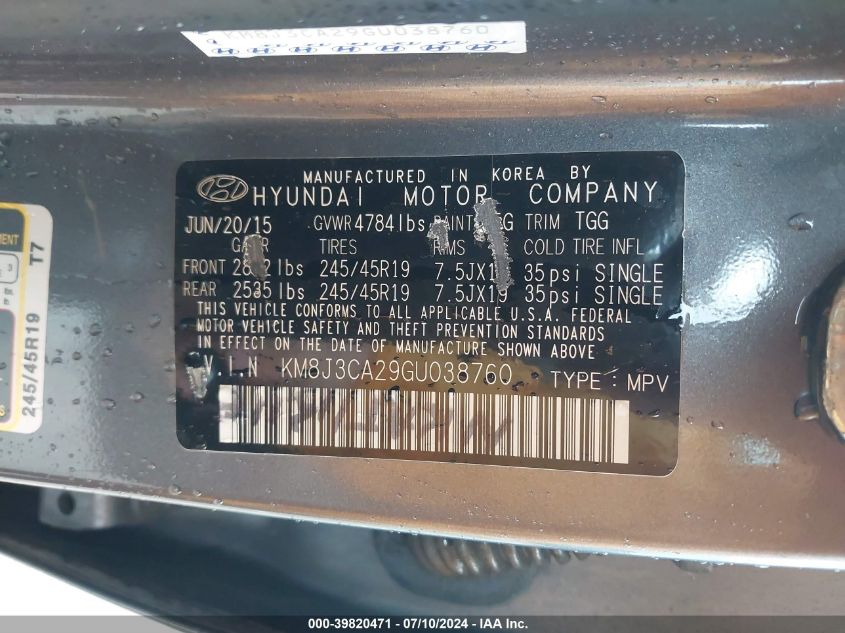 KM8J3CA29GU038760
MANUFACTURED IN KOREA BY
HYUNDAI MOTOR COMPANY
JUN/20/15 GVWR 4784lbs TRIM TGG
TIRES COLD TIRE INFL
FRONT lbs 245/45R19 35psi SINGLE
REAR 2535 lbs 245/45R19 7.5JX19 35psi SINGLE
THIS VEHICLE CONFORMS TO ALL APPLICABLE U.S.A. FEDERAL
MOTOR VEHICLE SAFETY AND THEFT PREVENTION STANDARDS
IN EFFECT ON THE DATE OF MANUFACTURE SHOWN ABOVE
VIN KM8J3CA29GU038760 TYPE: MPV
T7
245/45R19
000-39820471 - 07/10/2024 - IAA Inc.